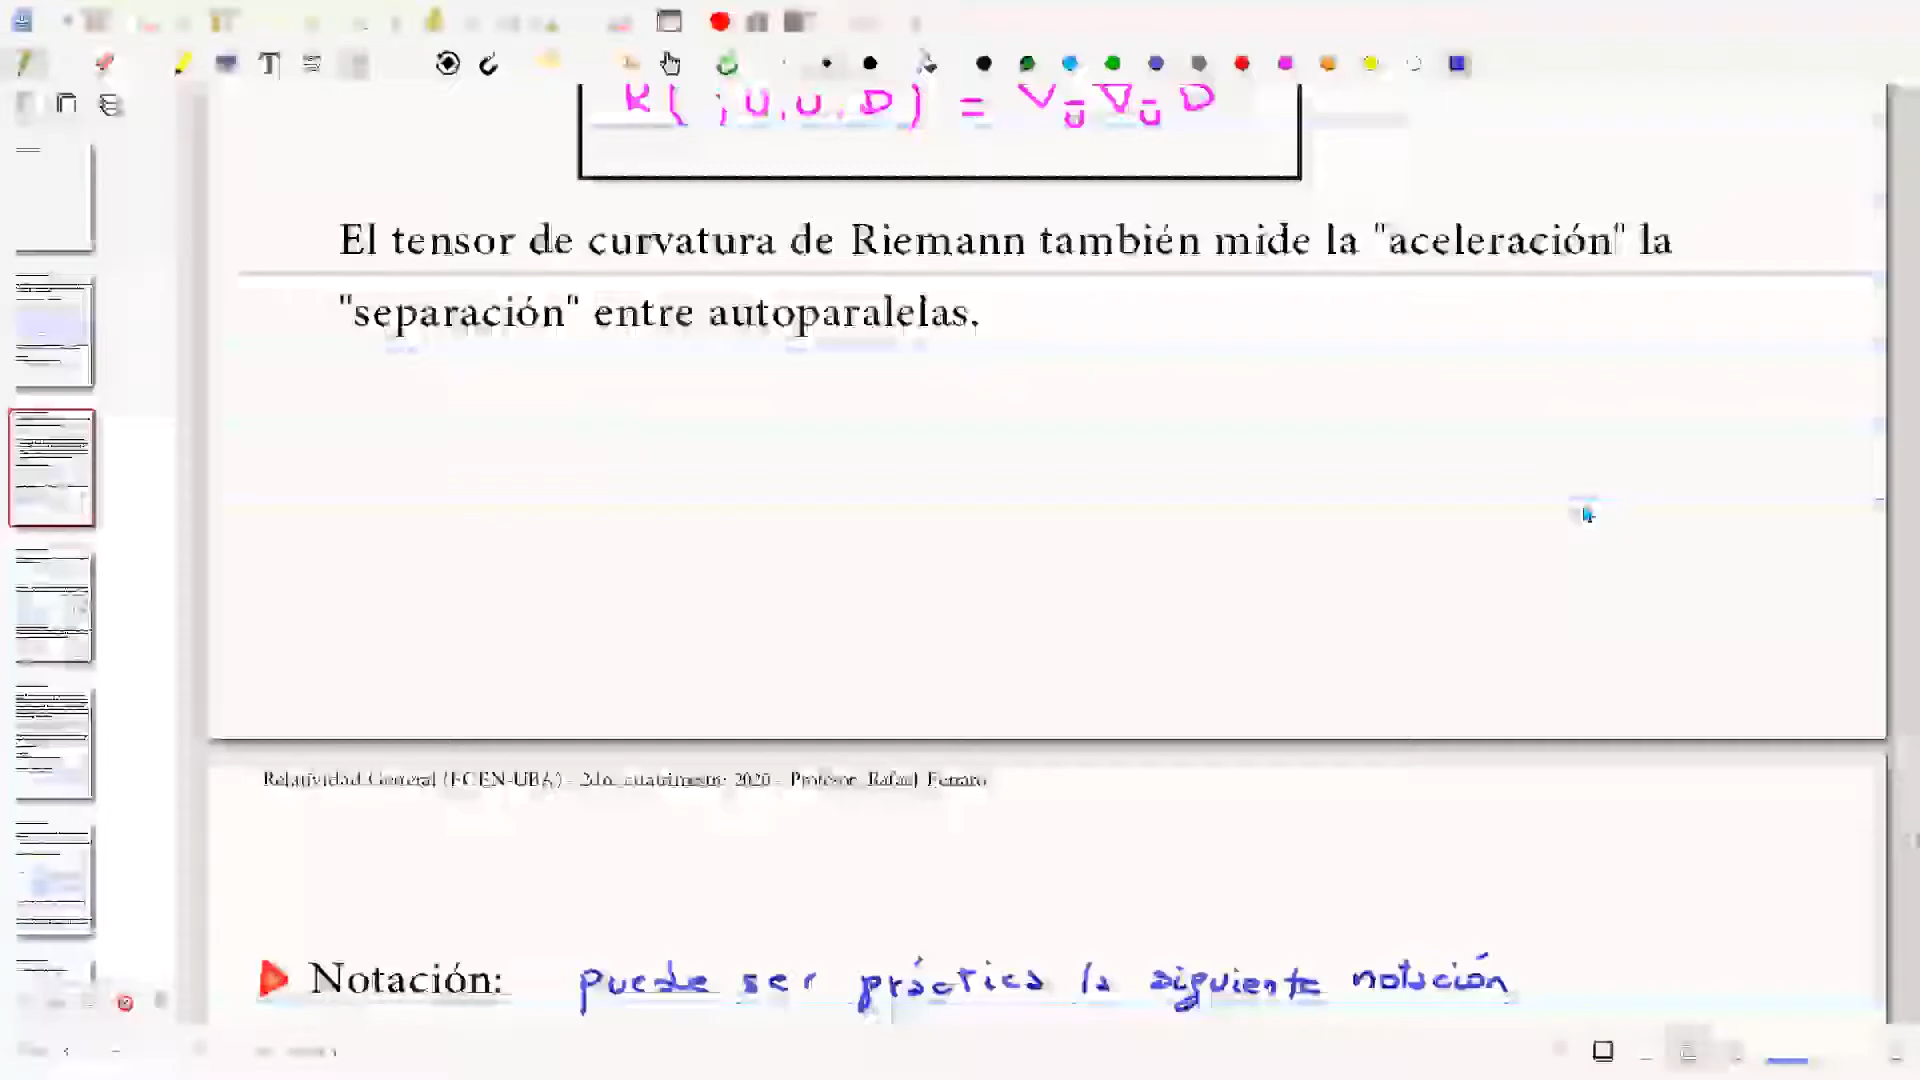 R( ; U, U, D ) = ∇Ū ∇Ū D
El tensor de curvatura de Riemann también mide la "aceleración" la
"separación" entre autoparalelas.
Relatividad General (FCEN-UBA) - 2do. cuatrimestre 2020 - Profesor Rafael Ferraro
Notación: puede ser práctica la siguiente notación